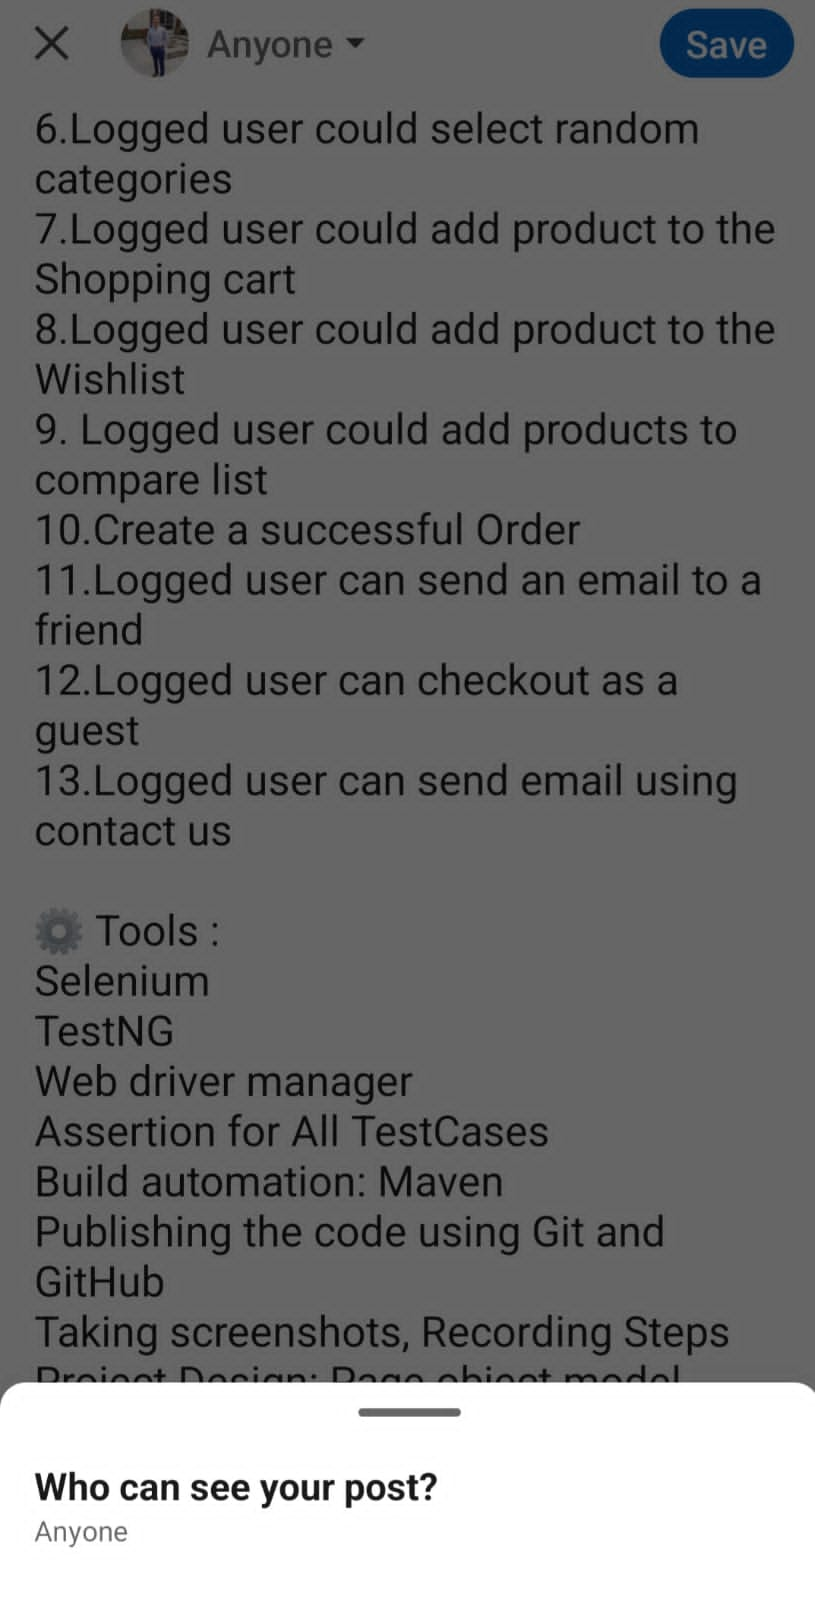 Anyone
Save
6.Logged user could select random
categories
7.Logged user could add product to the
Shopping cart
8.Logged user could add product to the
Wishlist
9. Logged user could add products to
compare list
10.Create a successful Order
11.Logged user can send an email to a
friend
12.Logged user can checkout as a
guest
13.Logged user can send email using
contact us
Tools :
Selenium
TestNG
Web driver manager
Assertion for All TestCases
Build automation: Maven
Publishing the code using Git and
GitHub
Taking screenshots, Recording Steps
Project Design: Page object model
Who can see your post?
Anyone